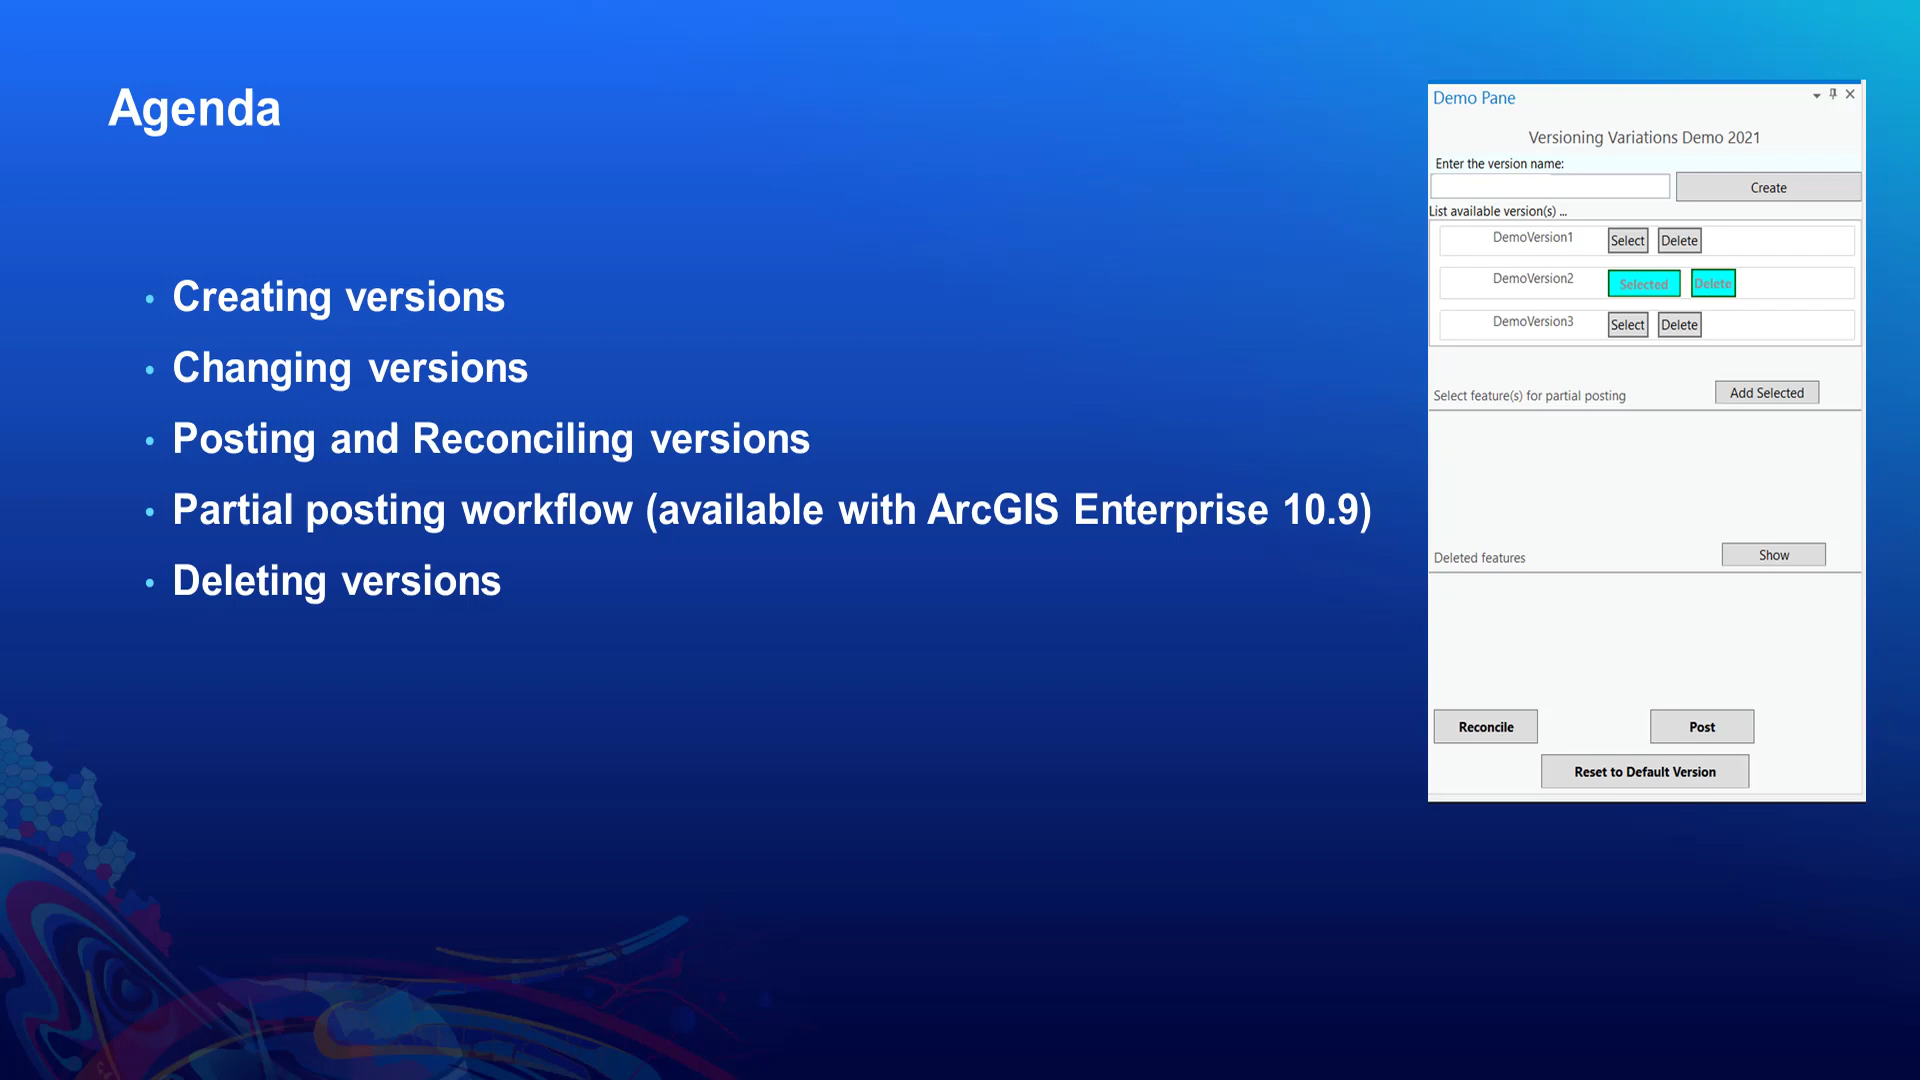 Agenda
• Creating versions
• Changing versions
• Posting and Reconciling versions
• Partial posting workflow (available with ArcGIS Enterprise 10.9)
• Deleting versions
Demo Pane
Versioning Variations Demo 2021
Enter the version name:
Create
List available version(s) ...
DemoVersion1 Select Delete
DemoVersion2 Selected Delete
DemoVersion3 Select Delete
Select feature(s) for partial posting Add Selected
Deleted features Show
Reconcile Post
Reset to Default Version